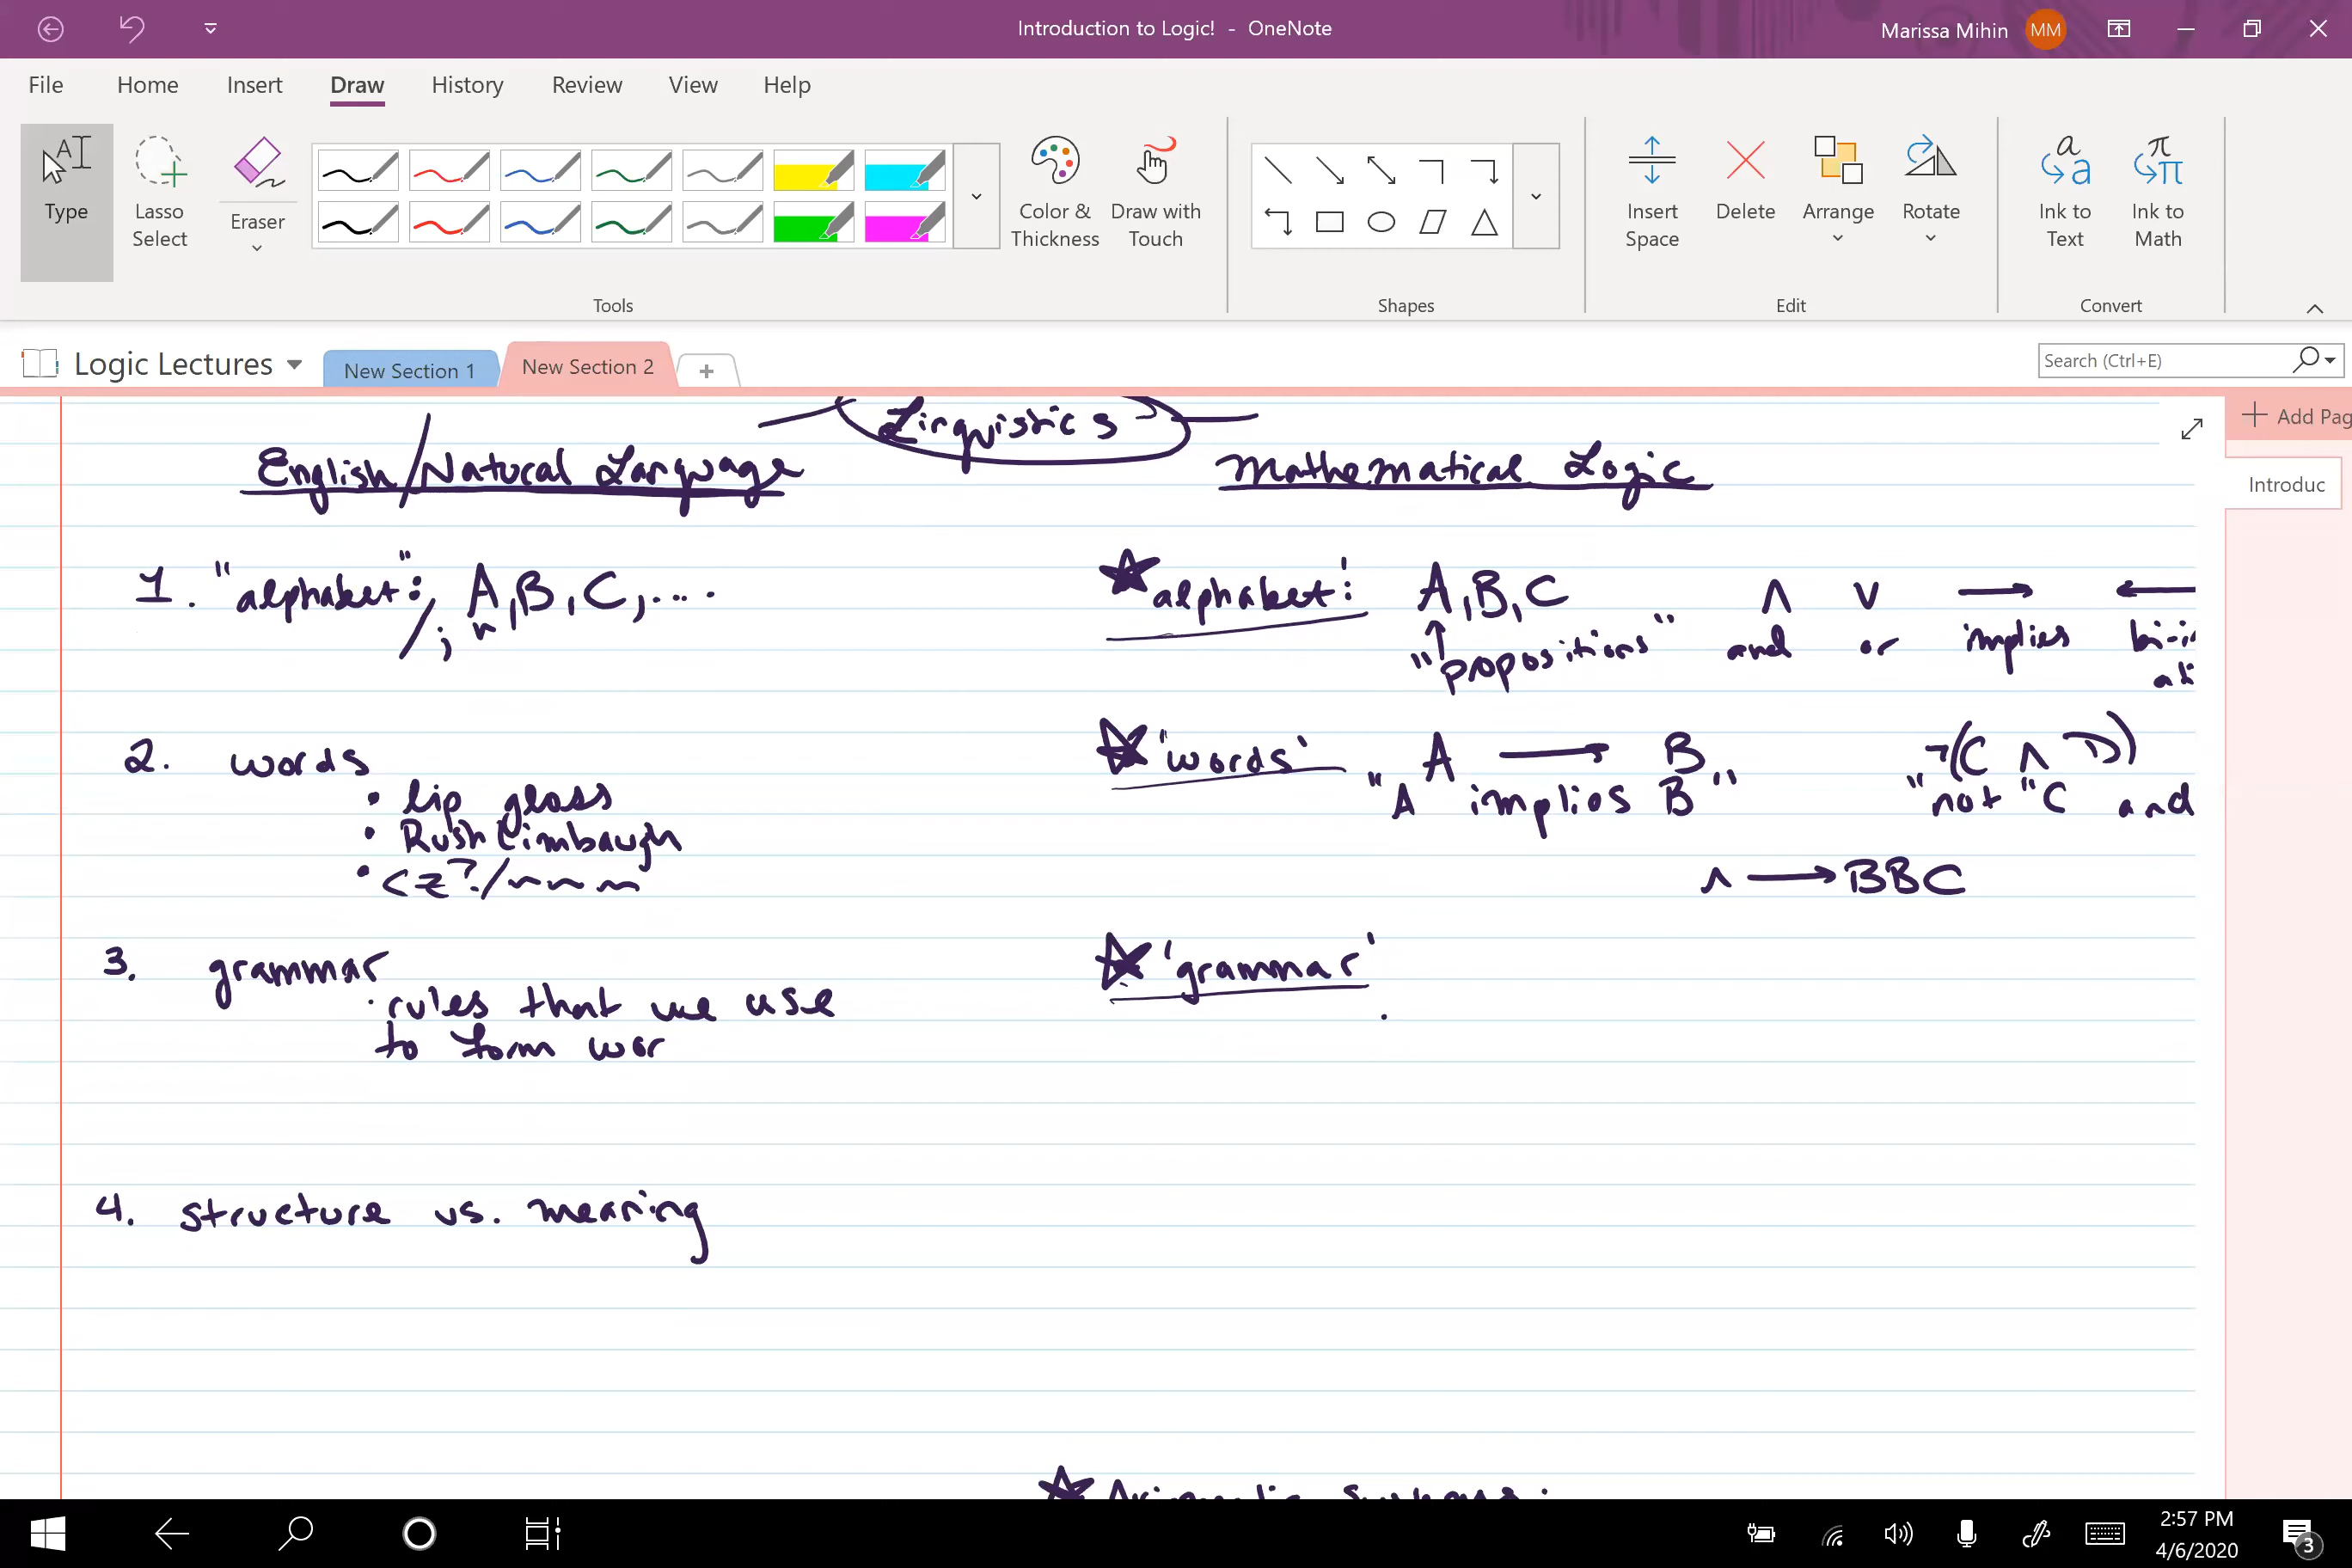 Introduction to Logic! - OneNote
Marissa Mihin MM
File Home Insert Draw History Review View Help
Type
Lasso Select
Eraser
Color & Thickness
Draw with Touch
Insert Space
Delete
Arrange
Rotate
Ink to Text
Ink to Math
Tools Shapes Edit Convert
Logic Lectures New Section 1 New Section 2 +
Search (Ctrl+E)
Add Pag
Introduc
Linguistics
English/Natural Language Mathematical Logic
1. "alphabet": A, B, C, ....
★ 'alphabet': A, B, C ∧ ∨ → ←
"propositions" and or implies
2. words
• lip gloss
• Rush Limbaugh
★ 'words' A → B ¬(C ∧ D)
"A implies B" "not "C and
∧ → BBC
3. grammar
• rules that we use
to form wor
★ 'grammar'
4. structure vs. meaning
2:57 PM
4/6/2020
3